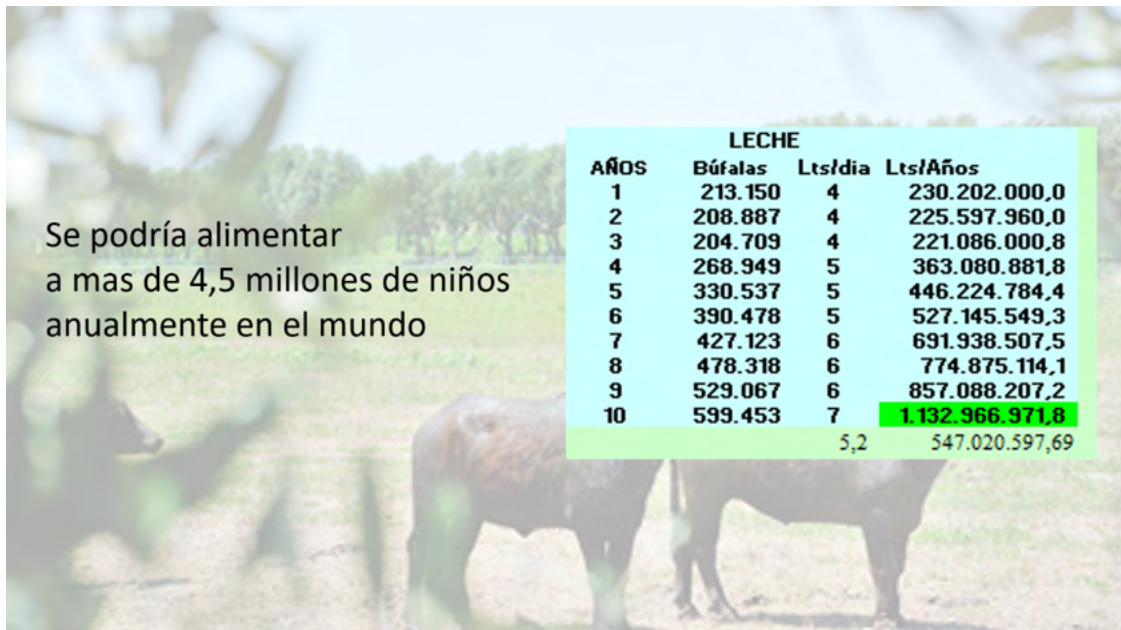 Se podría alimentar
a mas de 4,5 millones de niños
anualmente en el mundo
LECHE
AÑOS Búfalas Lts/dia Lts/Años
1 213.150 4 230.202.000,0
2 208.887 4 225.597.960,0
3 204.709 4 221.086.000,8
4 268.949 5 363.080.881,8
5 330.537 5 446.224.784,4
6 390.478 5 527.145.549,3
7 427.123 6 691.938.507,5
8 478.318 6 774.875.114,1
9 529.067 6 857.088.207,2
10 599.453 7 1.132.966.971,8
5,2 547.020.597,69